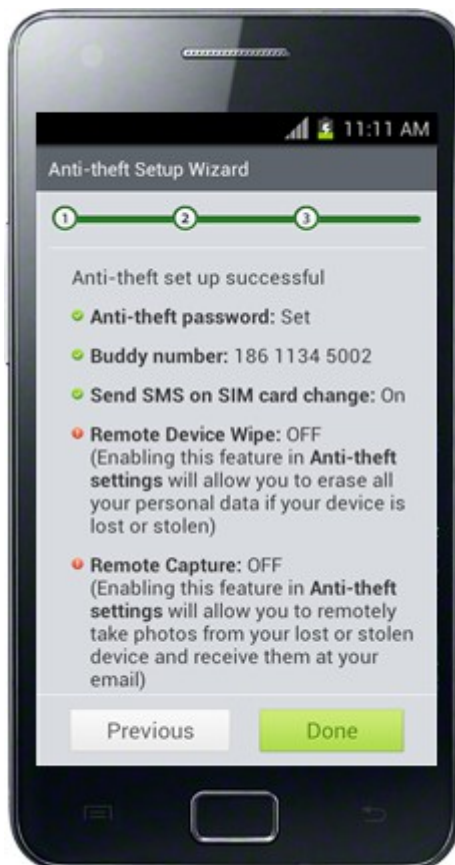 11:11 AM
Anti-theft Setup Wizard
1 2 3
Anti-theft set up successful
Anti-theft password: Set
Buddy number: 186 1134 5002
Send SMS on SIM card change: On
Remote Device Wipe: OFF
(Enabling this feature in Anti-theft
settings will allow you to erase all
your personal data if your device is
lost or stolen)
Remote Capture: OFF
(Enabling this feature in Anti-theft
settings will allow you to remotely
take photos from your lost or stolen
device and receive them at your
email)
Previous Done